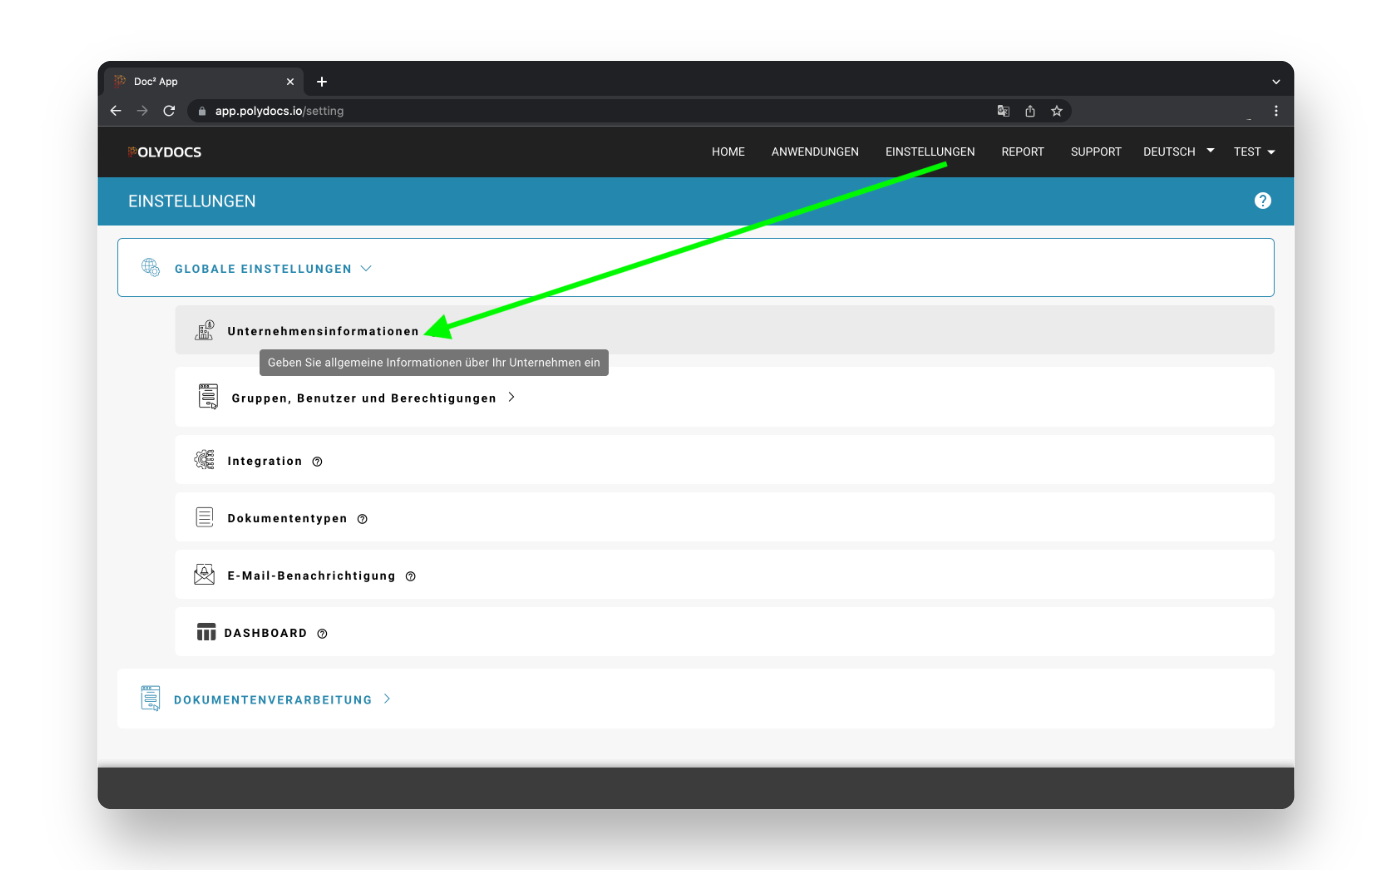 Doc² App
app.polydocs.io/setting
POLYDOCS
HOME ANWENDUNGEN EINSTELLUNGEN REPORT SUPPORT DEUTSCH TEST
EINSTELLUNGEN
GLOBALE EINSTELLUNGEN
Unternehmensinformationen
Geben Sie allgemeine Informationen über Ihr Unternehmen ein
Gruppen, Benutzer und Berechtigungen
Integration
Dokumententypen
E-Mail-Benachrichtigung
DASHBOARD
DOKUMENTENVERARBEITUNG